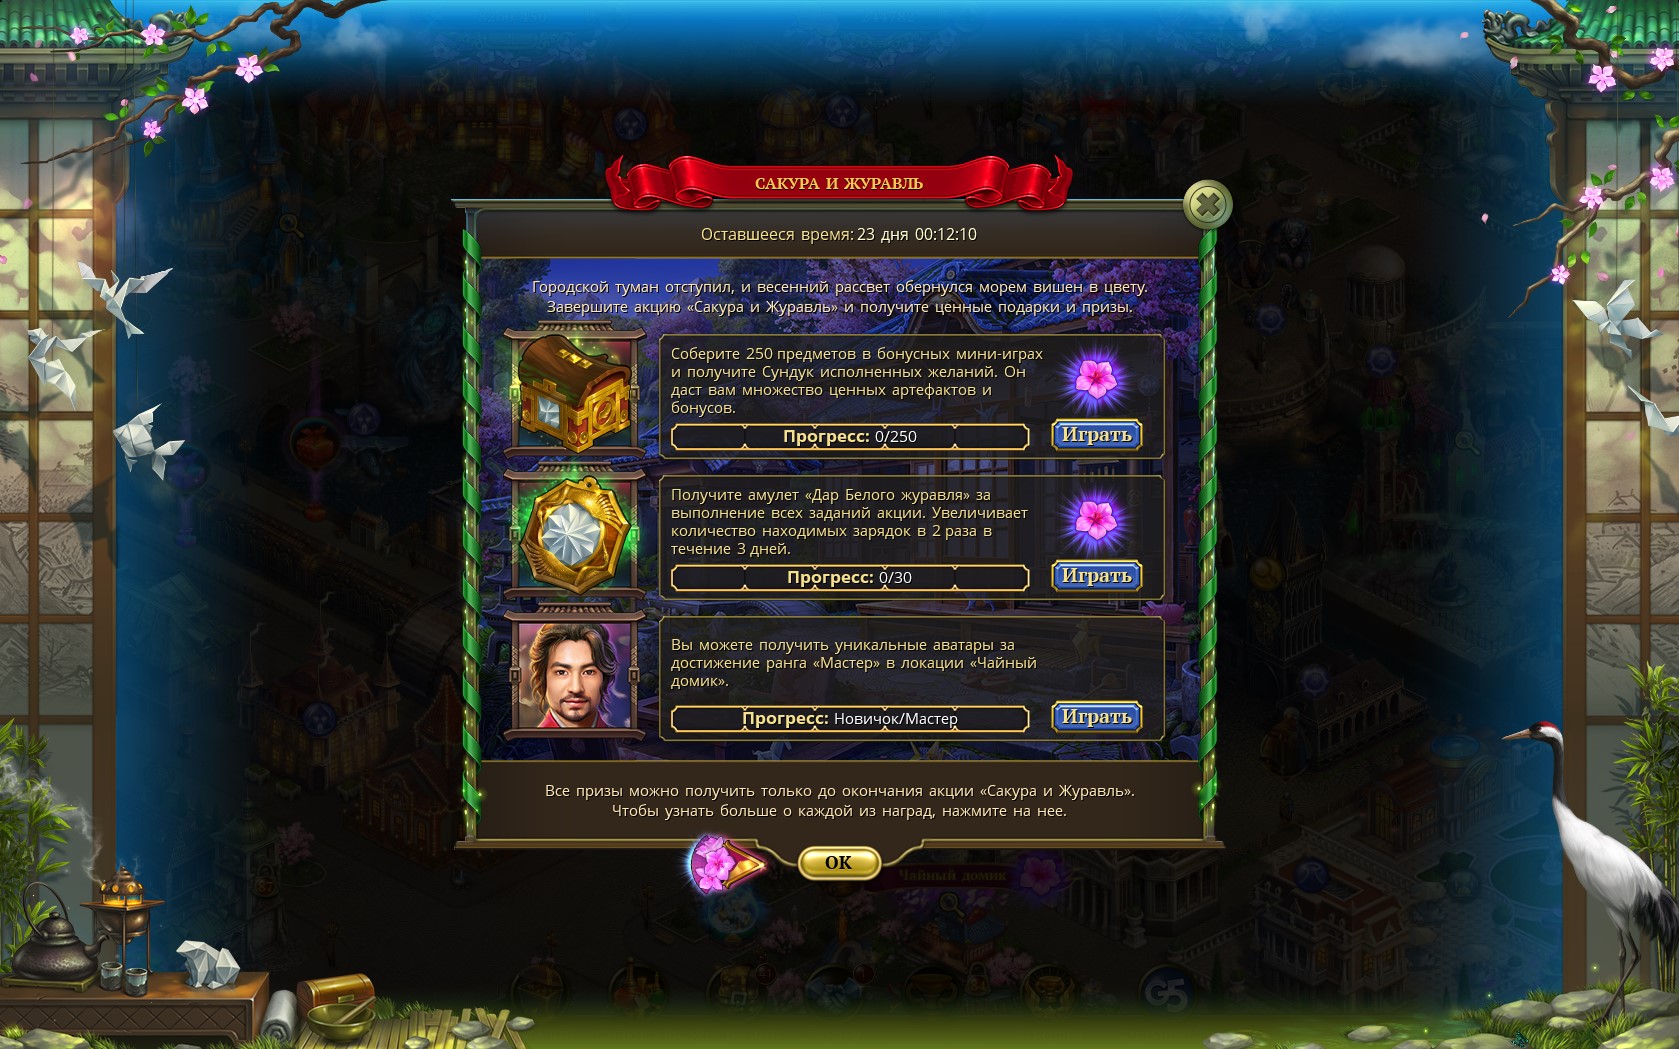 САКУРА И ЖУРАВЛЬ
Оставшееся время: 23 дня 00:12:10
Городской туман отступил, и весенний рассвет обернулся морем вишен в цвету.
Завершите акцию «Сакура и Журавль» и получите ценные подарки и призы.
Соберите 250 предметов в бонусных мини-играх
и получите Сундук исполненных желаний. Он
даст вам множество ценных артефактов и
бонусов.
Прогресс: 0/250
Играть
Получите амулет «Дар Белого журавля» за
выполнение всех заданий акции. Увеличивает
количество находимых зарядок в 2 раза в
течение 3 дней.
Прогресс: 0/30
Играть
Вы можете получить уникальные аватары за
достижение ранга «Мастер» в локации «Чайный
домик».
Прогресс: Новичок/Мастер
Играть
Все призы можно получить только до окончания акции «Сакура и Журавль».
Чтобы узнать больше о каждой из наград, нажмите на нее.
OK
Чайный домик
G5